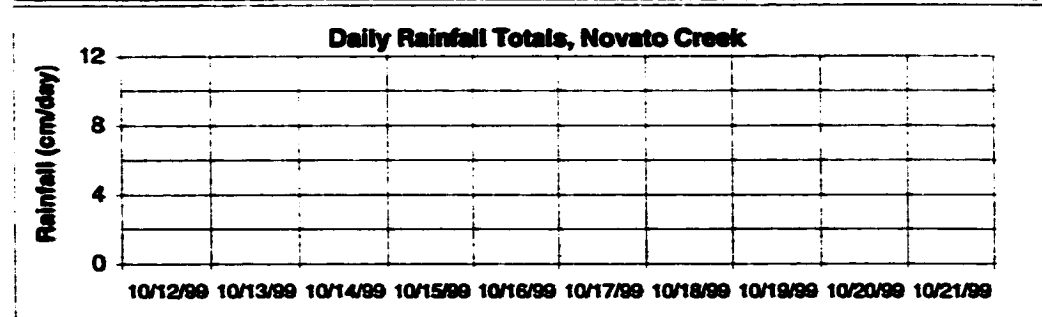 Daily Rainfall Totals, Novato Creek
12
8
4
0
Rainfall (cm/day)
10/12/99 10/13/99 10/14/99 10/15/99 10/16/99 10/17/99 10/18/99 10/19/99 10/20/99 10/21/99